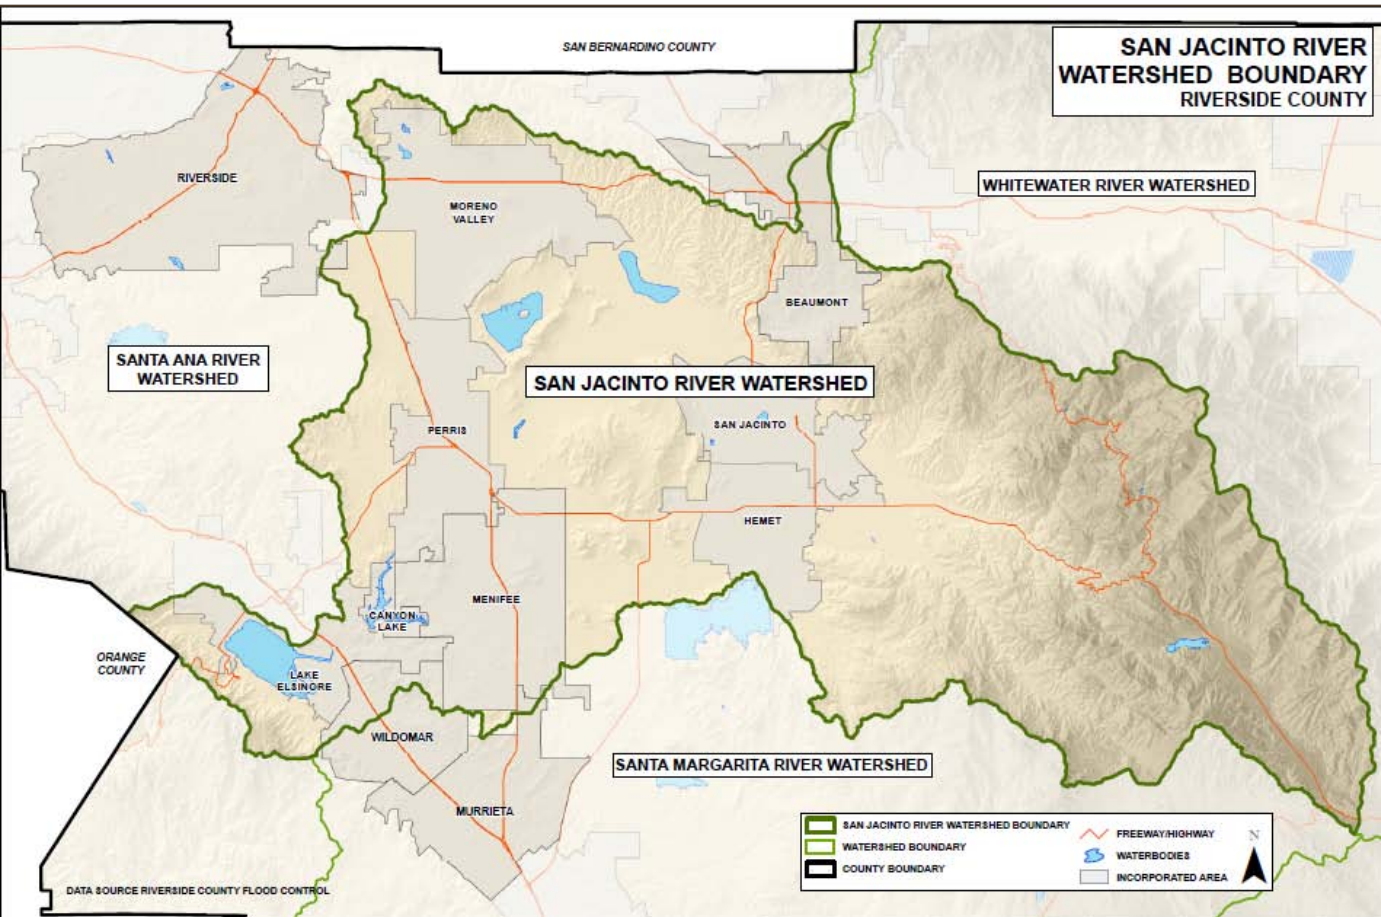 SAN BERNARDINO COUNTY
SAN JACINTO RIVER
WATERSHED BOUNDARY
RIVERSIDE COUNTY
RIVERSIDE
WHITEWATER RIVER WATERSHED
MORENO
VALLEY
BEAUMONT
SANTA ANA RIVER
WATERSHED
SAN JACINTO RIVER WATERSHED
SAN JACINTO
PERRIS
HEMET
MENIFEE
CANYON
LAKE
ORANGE
COUNTY
LAKE
ELSINORE
WILDOMAR
SANTA MARGARITA RIVER WATERSHED
MURRIETA
SAN JACINTO RIVER WATERSHED BOUNDARY
WATERSHED BOUNDARY
COUNTY BOUNDARY
FREEWAY/HIGHWAY
WATERBODIES
INCORPORATED AREA
N
DATA SOURCE RIVERSIDE COUNTY FLOOD CONTROL